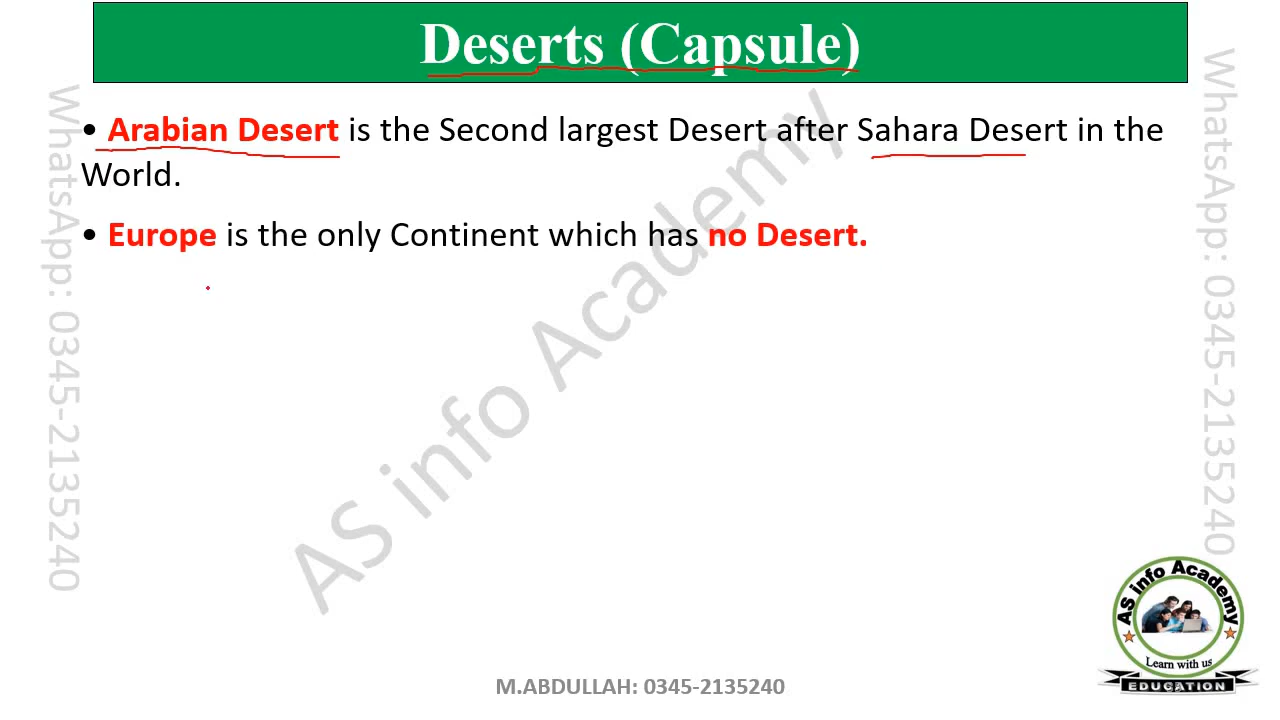 Deserts (Capsule)
• Arabian Desert is the Second largest Desert after Sahara Desert in the
World.
• Europe is the only Continent which has no Desert.
WhatsApp: 0345-2135240
AS info Academy
WhatsApp: 0345-2135240
AS info Academy
Learn with us
EDUCATION
M.ABDULLAH: 0345-2135240